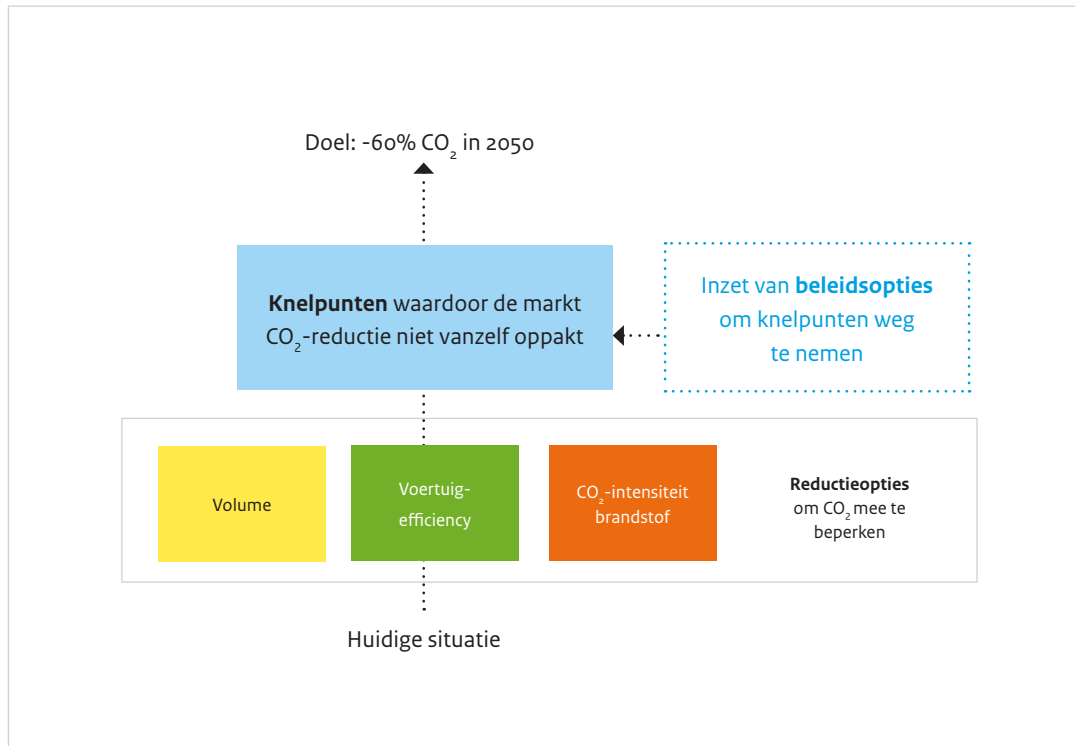 Doel: -60% CO₂ in 2050
Knelpunten waardoor de markt
CO₂-reductie niet vanzelf oppakt
Inzet van beleidsopties
om knelpunten weg
te nemen
Volume
Voertuig-
efficiency
CO₂-intensiteit
brandstof
Reductieopties
om CO₂ mee te
beperken
Huidige situatie